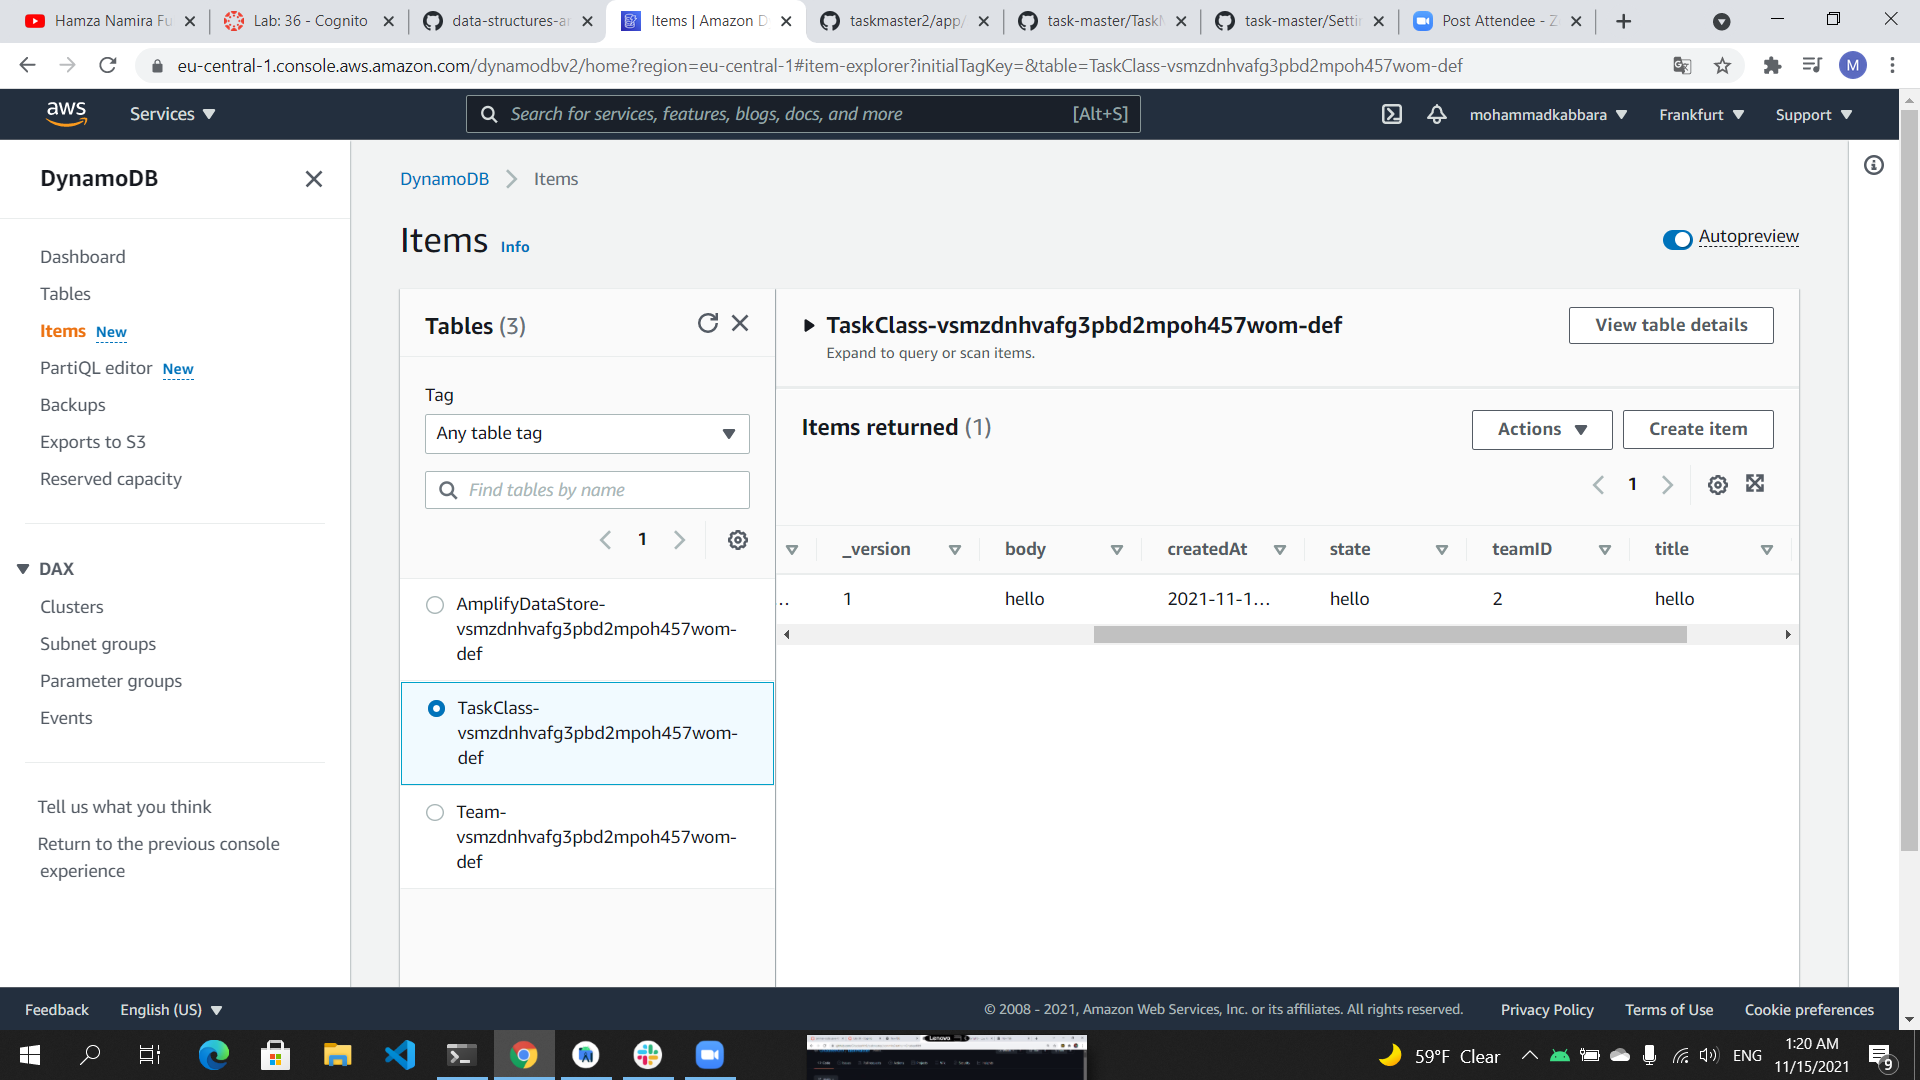 Hamza Namira Fu
Lab: 36 - Cognito
data-structures-an
Items | Amazon D
taskmaster2/app/
task-master/TaskM
task-master/Settin
Post Attendee - Z
eu-central-1.console.aws.amazon.com/dynamodbv2/home?region=eu-central-1#item-explorer?initialTagKey=&table=TaskClass-vsmzdnhvafg3pbd2mpoh457wom-def
M
aws
Services
Search for services, features, blogs, docs, and more
[Alt+S]
mohammadkabbara
Frankfurt
Support
DynamoDB
Dashboard
Tables
Items New
PartiQL editor New
Backups
Exports to S3
Reserved capacity
DAX
Clusters
Subnet groups
Parameter groups
Events
Tell us what you think
Return to the previous console
experience
DynamoDB
Items
Items Info
Autopreview
Tables (3)
Tag
Any table tag
Find tables by name
1
AmplifyDataStore-
vsmzdnhvafg3pbd2mpoh457wom-
def
TaskClass-
vsmzdnhvafg3pbd2mpoh457wom-
def
Team-
vsmzdnhvafg3pbd2mpoh457wom-
def
TaskClass-vsmzdnhvafg3pbd2mpoh457wom-def
Expand to query or scan items.
View table details
Items returned (1)
Actions
Create item
1
_version body createdAt state teamID title
.. 1 hello 2021-11-1... hello 2 hello
Feedback
English (US)
© 2008 - 2021, Amazon Web Services, Inc. or its affiliates. All rights reserved.
Privacy Policy
Terms of Use
Cookie preferences
Lenovo
59°F Clear
ENG
1:20 AM
11/15/2021
9